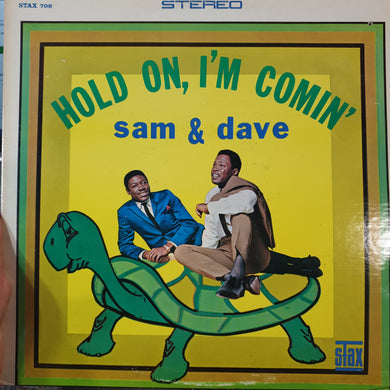 STAX 708
STEREO
HOLD ON, I'M COMIN'
sam & dave
stax